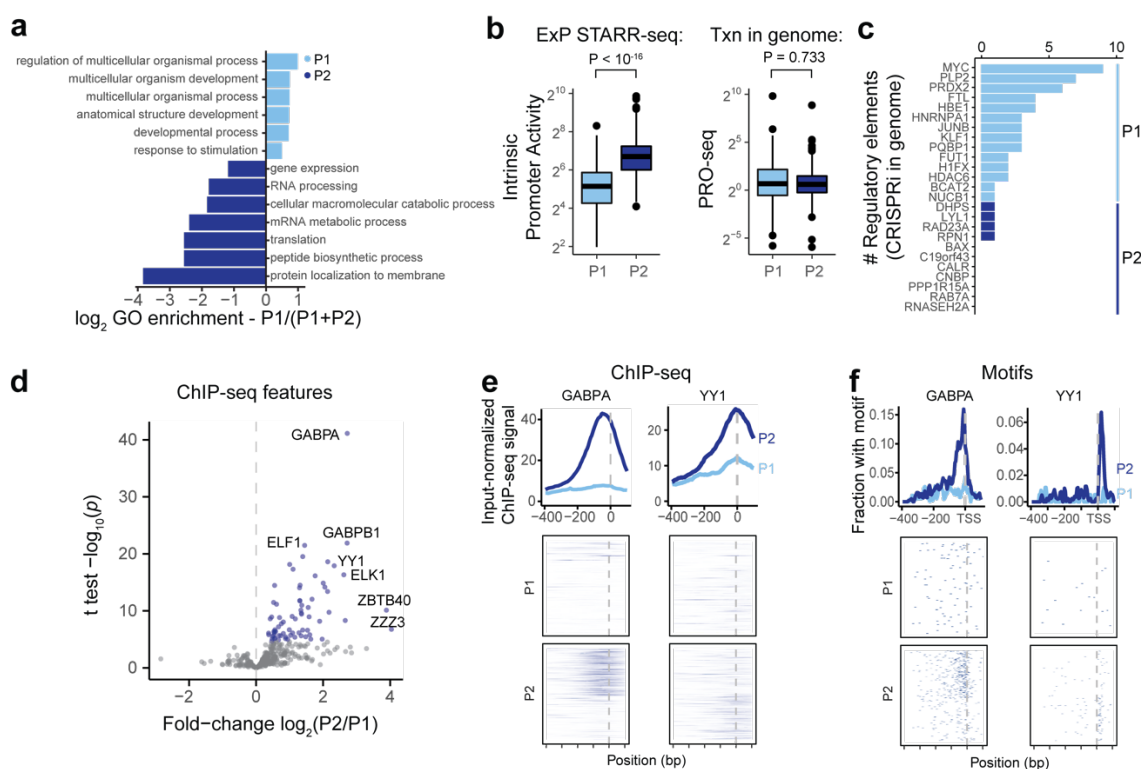 a
P1
P2
regulation of multicellular organismal process
multicellular organism development
multicellular organismal process
anatomical structure development
developmental process
response to stimulation
gene expression
RNA processing
cellular macromolecular catabolic process
mRNA metabolic process
translation
peptide biosynthetic process
protein localization to membrane
−4 −3 −2 −1 0 1
log2 GO enrichment - P1/(P1+P2)
b
ExP STARR-seq: Txn in genome:
P < 10-16 P = 0.733
Intrinsic
Promoter Activity
2^10
2^8
2^6
2^4
2^2
P1 P2
PRO-seq
2^10
2^5
2^0
2^−5
P1 P2
c
0 5 10
# Regulatory elements
(CRISPRi in genome)
MYC
PLP2
PRDX2
FTL
HBE1
HNRNPA1
JUNB
KLF1
PQBP1
FUT1
H1FX
HDAC6
BCAT2
NUCB1
DHPS
LYL1
RAD23A
RPN1
BAX
C19orf43
CALR
CNBP
PPP1R15A
RAB7A
RNASEH2A
P1
P2
d
ChIP-seq features
t test −log10(p)
40
30
20
10
0
GABPA
GABPB1
ELF1
YY1
ELK1
ZBTB40
ZZZ3
−2 0 2 4
Fold−change log2(P2/P1)
e
ChIP-seq
GABPA YY1
Input-normalized
ChIP-seq signal
40
20
0
−400 −200 0
20
10
0
−400 −200 0
P2
P1
P1
P2
Position (bp)
f
Motifs
GABPA YY1
Fraction with motif
0.15
0.10
0.05
0.00
−400 −200 TSS
0.06
0.04
0.02
0.00
−400 −200 TSS
P2
P1
P1
P2
Position (bp)